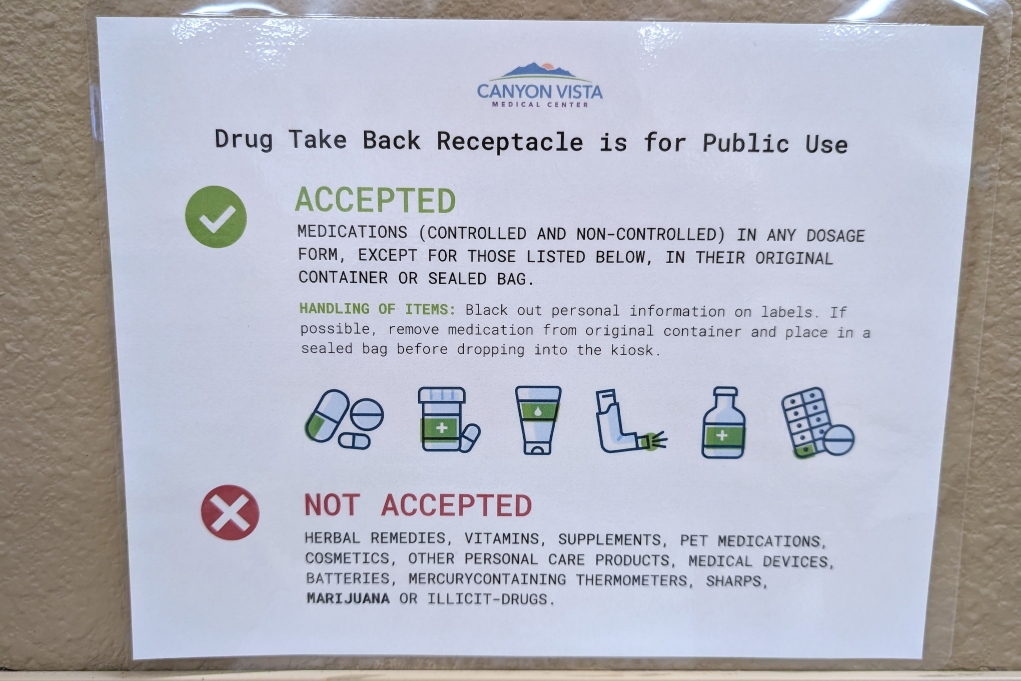 CANYON VISTA
MEDICAL CENTER
Drug Take Back Receptacle is for Public Use
ACCEPTED
MEDICATIONS (CONTROLLED AND NON-CONTROLLED) IN ANY DOSAGE
FORM, EXCEPT FOR THOSE LISTED BELOW, IN THEIR ORIGINAL
CONTAINER OR SEALED BAG.
HANDLING OF ITEMS: Black out personal information on labels. If
possible, remove medication from original container and place in a
sealed bag before dropping into the kiosk.
NOT ACCEPTED
HERBAL REMEDIES, VITAMINS, SUPPLEMENTS, PET MEDICATIONS,
COSMETICS, OTHER PERSONAL CARE PRODUCTS, MEDICAL DEVICES,
BATTERIES, MERCURYCONTAINING THERMOMETERS, SHARPS,
MARIJUANA OR ILLICIT-DRUGS.